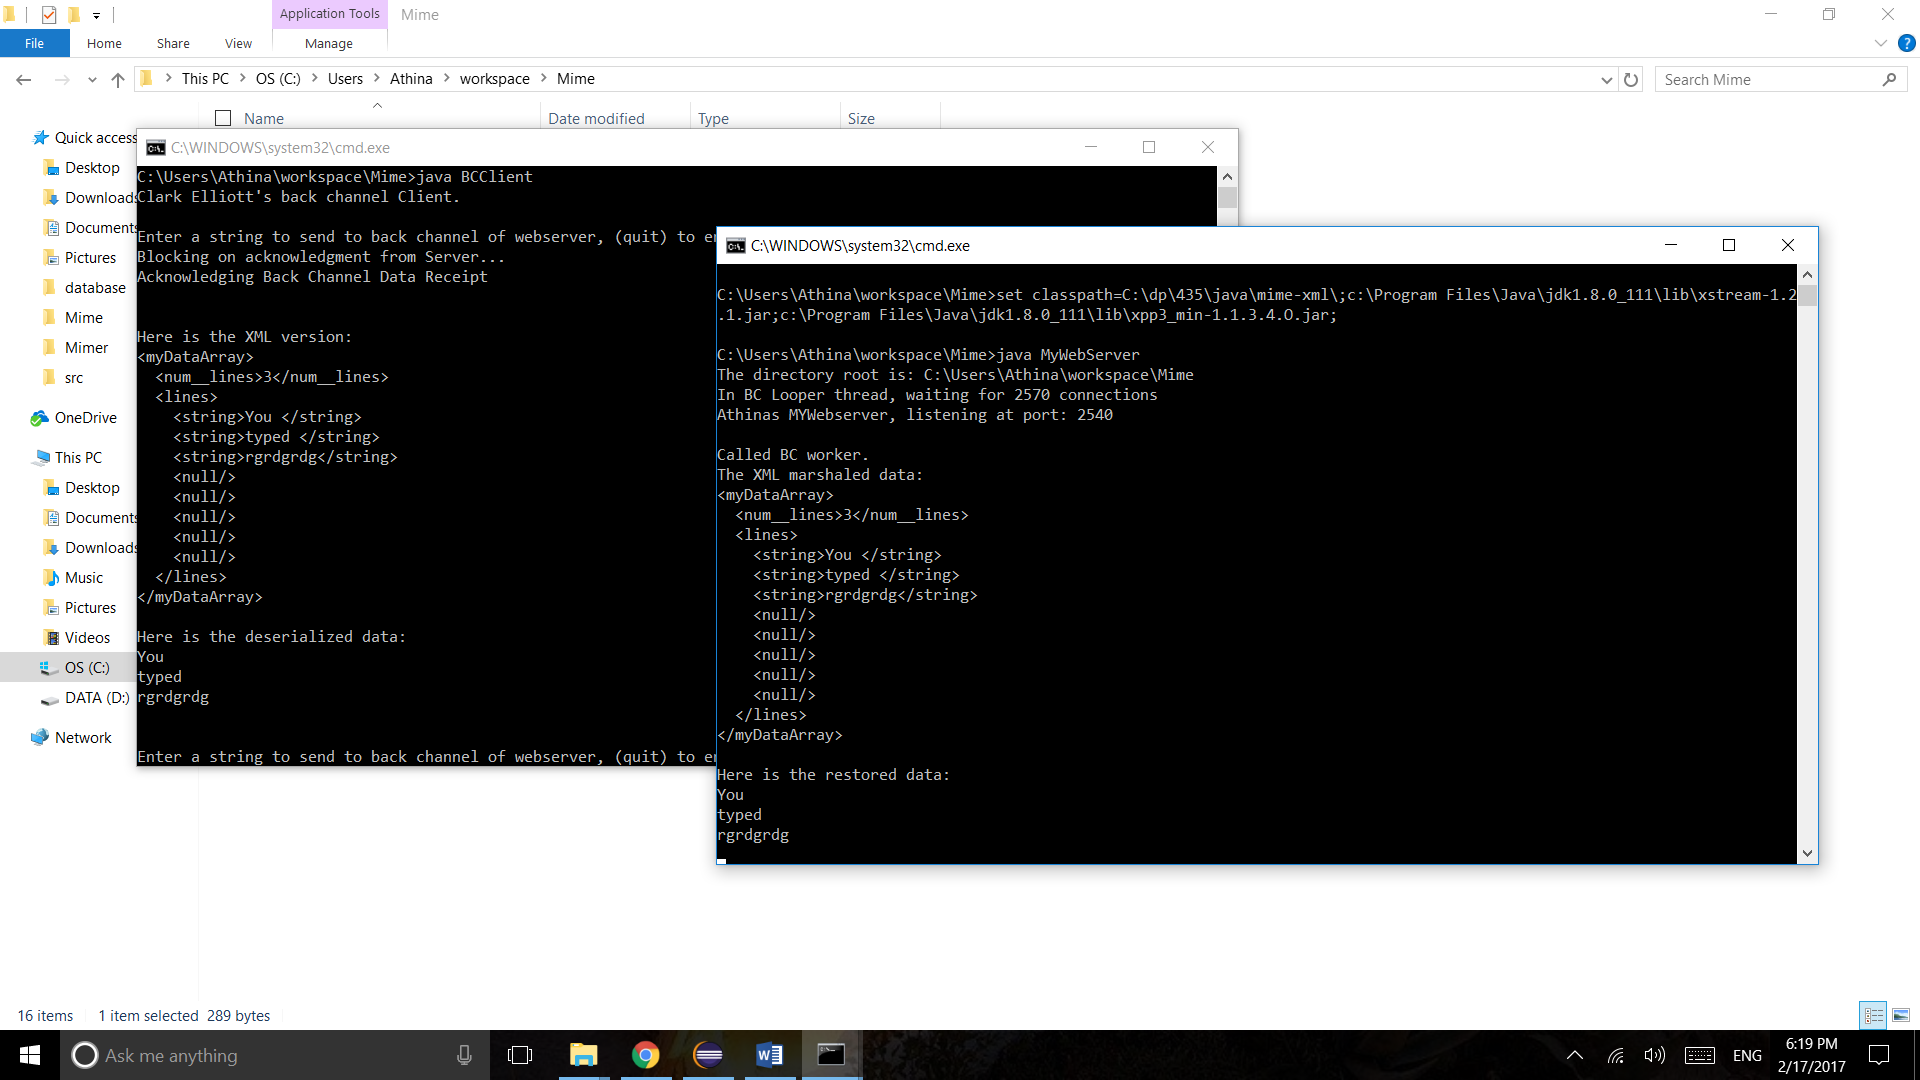 Application Tools
Mime
File
Home
Share
View
Manage
This PC
OS (C:)
Users
Athina
workspace
Mime
Search Mime
Name
Date modified
Type
Size
Quick access
Desktop
Downloads
Documents
Pictures
database
Mime
Mimer
src
OneDrive
This PC
Desktop
Documents
Downloads
Music
Pictures
Videos
OS (C:)
DATA (D:)
Network
C:\WINDOWS\system32\cmd.exe
C:\Users\Athina\workspace\Mime>java BCClient
Clark Elliott's back channel Client.
Enter a string to send to back channel of webserver, (quit) to en
Blocking on acknowledgment from Server...
Acknowledging Back Channel Data Receipt
Here is the XML version:
<myDataArray>
<num__lines>3</num__lines>
<lines>
<string>You </string>
<string>typed </string>
<string>rgrdgrdg</string>
<null/>
<null/>
<null/>
<null/>
<null/>
</lines>
</myDataArray>
Here is the deserialized data:
You
typed
rgrdgrdg
Enter a string to send to back channel of webserver, (quit) to en
C:\WINDOWS\system32\cmd.exe
C:\Users\Athina\workspace\Mime>set classpath=C:\dp\435\java\mime-xml\;c:\Program Files\Java\jdk1.8.0_111\lib\xstream-1.2
.1.jar;c:\Program Files\Java\jdk1.8.0_111\lib\xpp3_min-1.1.3.4.O.jar;
C:\Users\Athina\workspace\Mime>java MyWebServer
The directory root is: C:\Users\Athina\workspace\Mime
In BC Looper thread, waiting for 2570 connections
Athinas MYWebserver, listening at port: 2540
Called BC worker.
The XML marshaled data:
<myDataArray>
<num__lines>3</num__lines>
<lines>
<string>You </string>
<string>typed </string>
<string>rgrdgrdg</string>
<null/>
<null/>
<null/>
<null/>
<null/>
</lines>
</myDataArray>
Here is the restored data:
You
typed
rgrdgrdg
16 items
1 item selected 289 bytes
Ask me anything
ENG
6:19 PM
2/17/2017